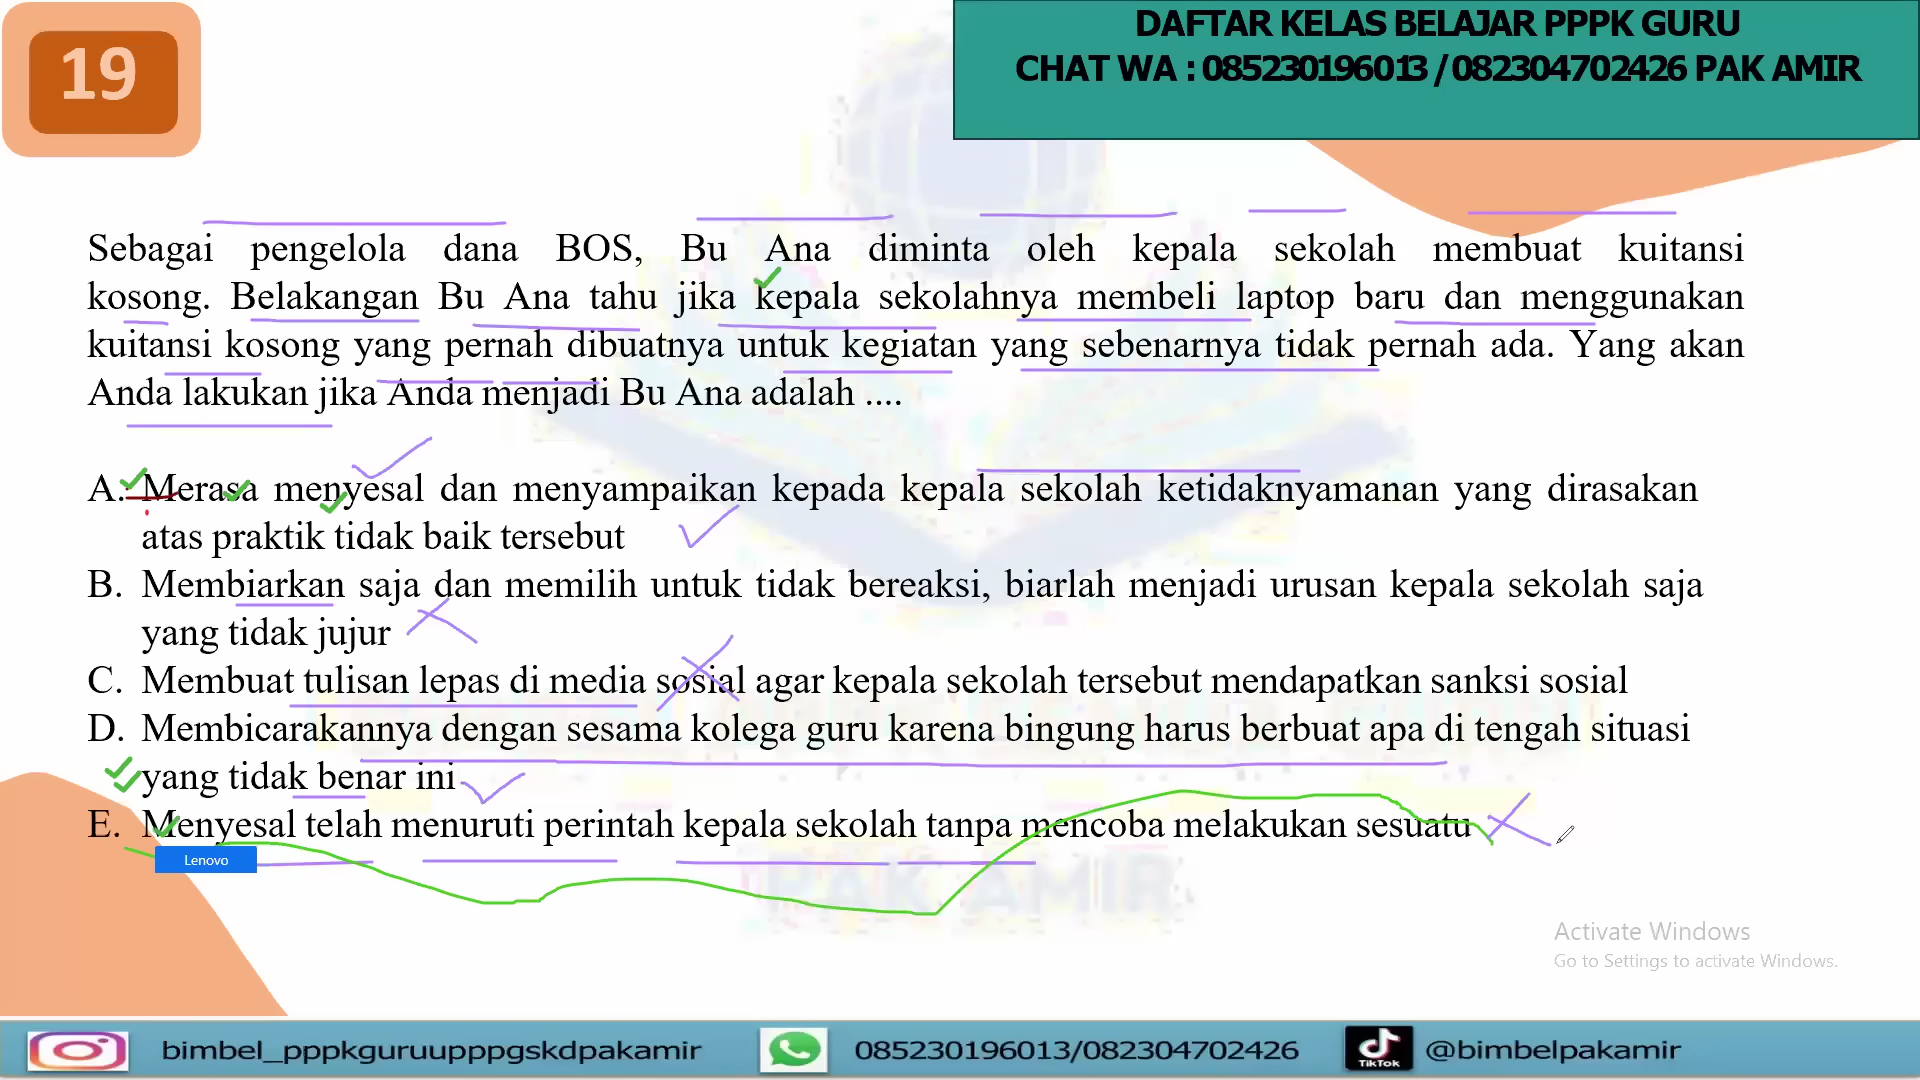 19
DAFTAR KELAS BELAJAR PPPK GURU
CHAT WA : 085230196013 / 082304702426 PAK AMIR
Sebagai pengelola dana BOS, Bu Ana diminta oleh kepala sekolah membuat kuitansi
kosong. Belakangan Bu Ana tahu jika kepala sekolahnya membeli laptop baru dan menggunakan
kuitansi kosong yang pernah dibuatnya untuk kegiatan yang sebenarnya tidak pernah ada. Yang akan
Anda lakukan jika Anda menjadi Bu Ana adalah ....
A. Merasa menyesal dan menyampaikan kepada kepala sekolah ketidaknyamanan yang dirasakan
atas praktik tidak baik tersebut
B. Membiarkan saja dan memilih untuk tidak bereaksi, biarlah menjadi urusan kepala sekolah saja
yang tidak jujur
C. Membuat tulisan lepas di media sosial agar kepala sekolah tersebut mendapatkan sanksi sosial
D. Membicarakannya dengan sesama kolega guru karena bingung harus berbuat apa di tengah situasi
yang tidak benar ini
E. Menyesal telah menuruti perintah kepala sekolah tanpa mencoba melakukan sesuatu
Lenovo
PAK AMIR
Activate Windows
Go to Settings to activate Windows.
bimbel_pppkguruupppgskdpakamir
085230196013/082304702426
TikTok
@bimbelpakamir